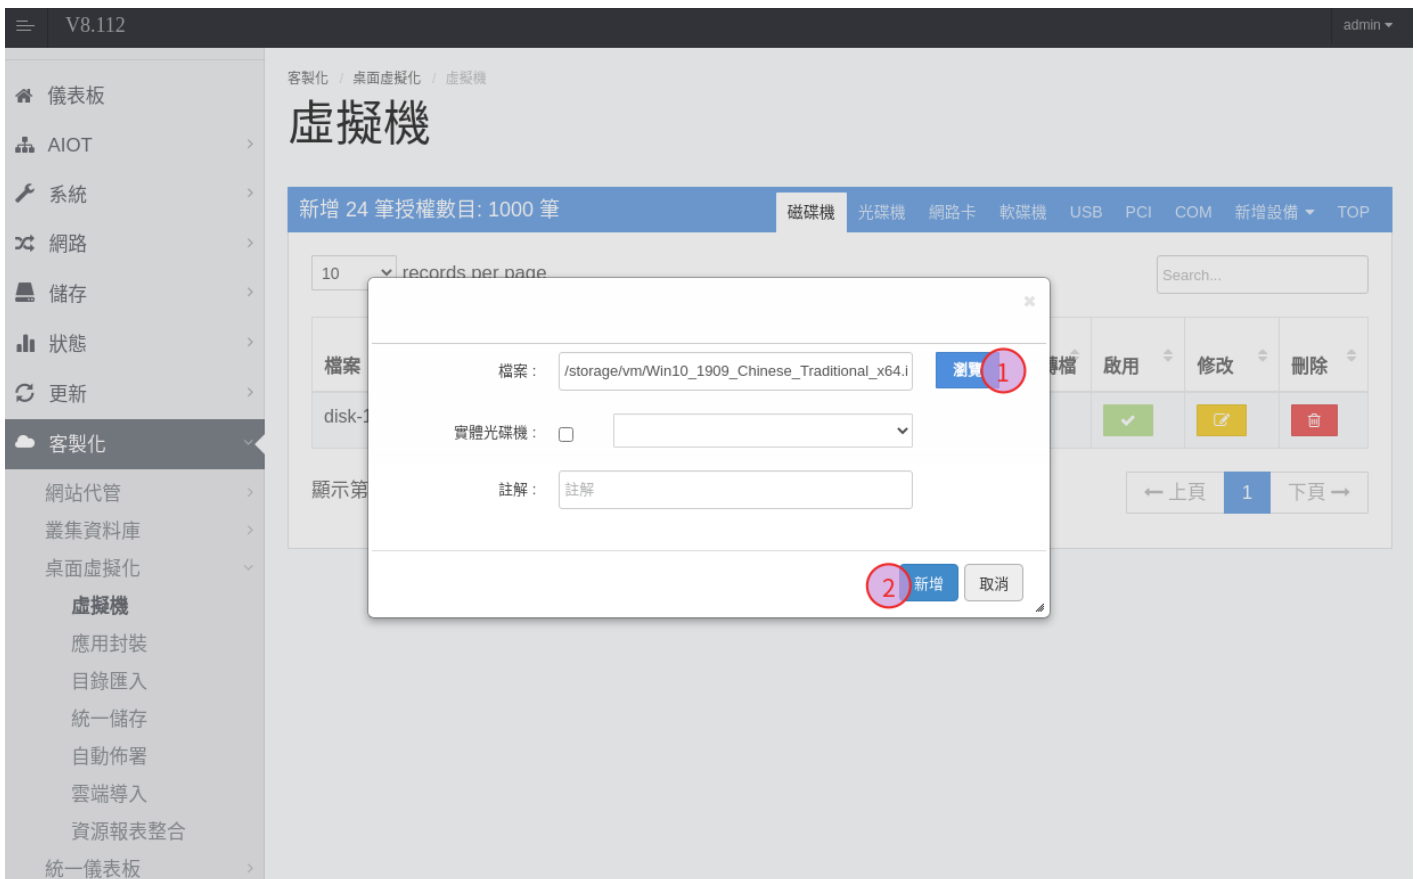 V8.112
admin
儀表板
AIOT
系統
網路
儲存
狀態
更新
客製化
網站代管
叢集資料庫
桌面虛擬化
虛擬機
應用封裝
目錄匯入
統一儲存
自動佈署
雲端導入
資源報表整合
統一儀表板
客製化 / 桌面虛擬化 / 虛擬機
虛擬機
新增 24 筆授權數目: 1000 筆
磁碟機 光碟機 網路卡 軟碟機 USB PCI COM 新增設備 TOP
10 records per page
Search...
檔案 啟用 修改 刪除
disk-1
顯示第
←上頁 1 下頁→
×
檔案 : /storage/vm/Win10_1909_Chinese_Traditional_x64.i 瀏覽 1
實體光碟機 :
註解 : 註解
2 新增 取消